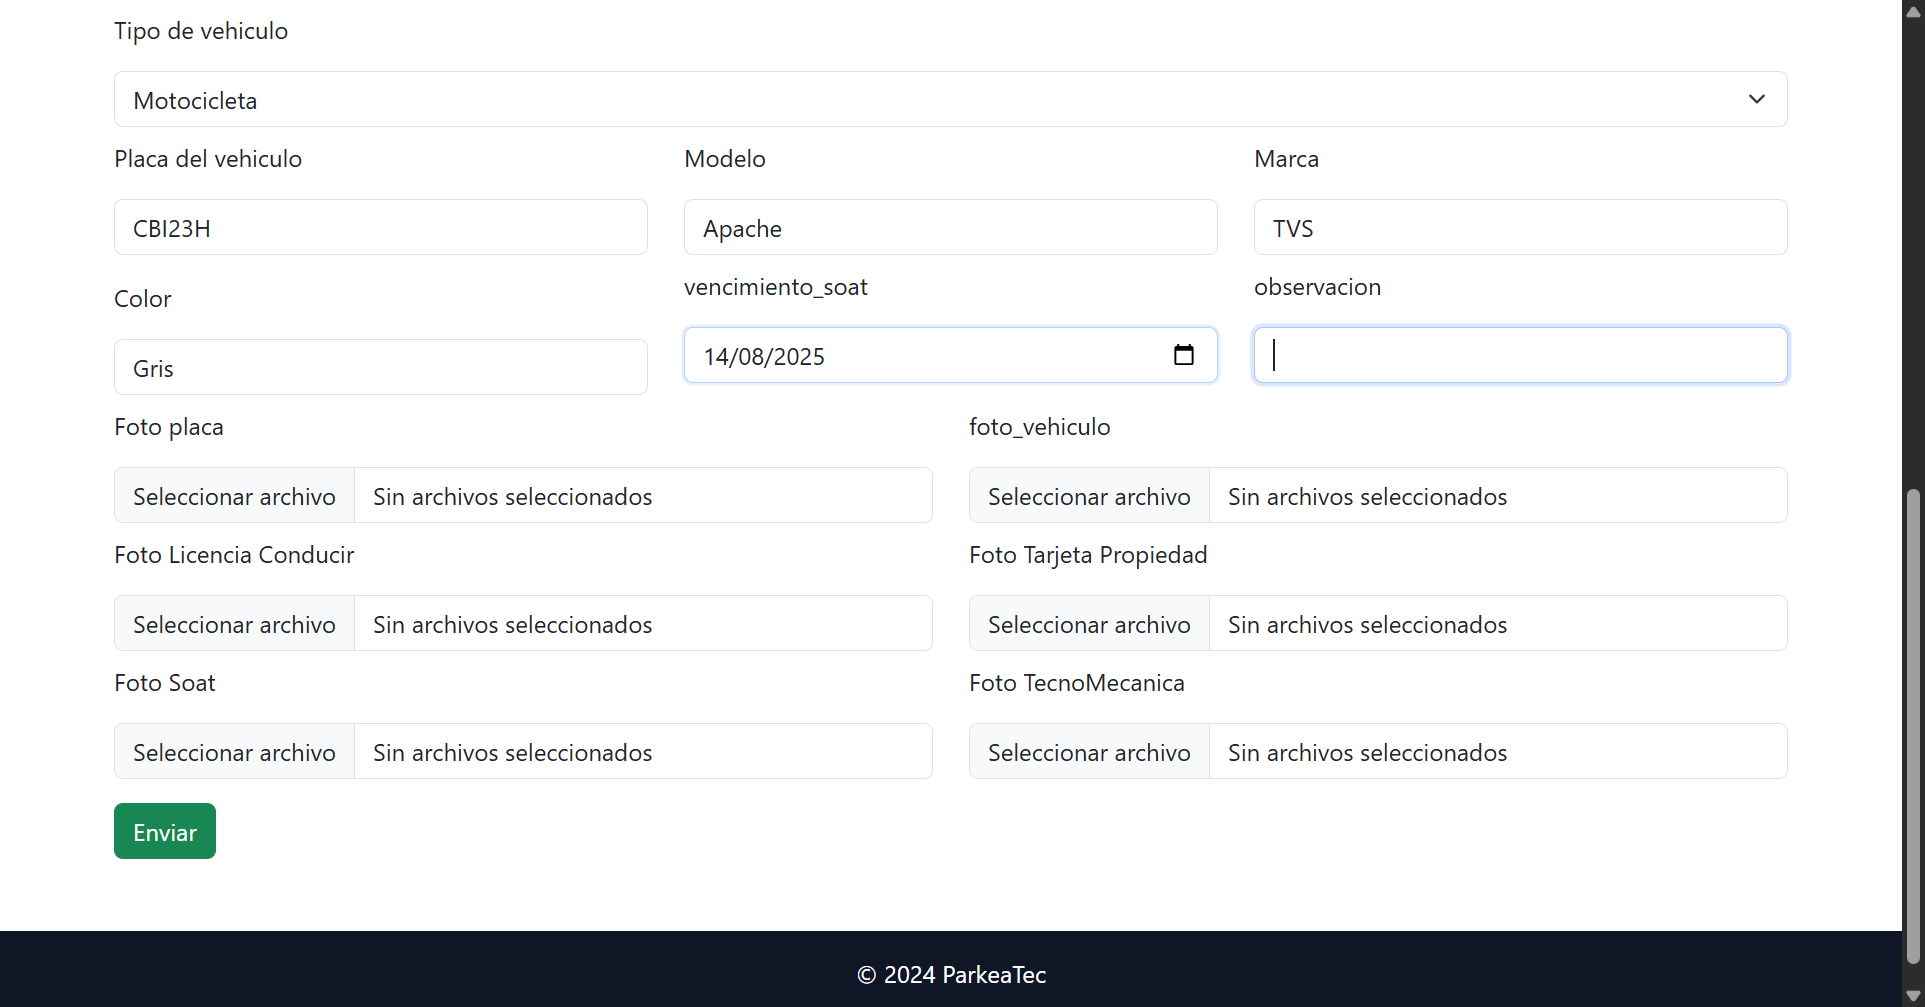 Tipo de vehiculo
Motocicleta
Placa del vehiculo
Modelo
Marca
CBI23H
Apache
TVS
Color
vencimiento_soat
observacion
Gris
14/08/2025
Foto placa
foto_vehiculo
Seleccionar archivo Sin archivos seleccionados
Seleccionar archivo Sin archivos seleccionados
Foto Licencia Conducir
Foto Tarjeta Propiedad
Seleccionar archivo Sin archivos seleccionados
Seleccionar archivo Sin archivos seleccionados
Foto Soat
Foto TecnoMecanica
Seleccionar archivo Sin archivos seleccionados
Seleccionar archivo Sin archivos seleccionados
Enviar
© 2024 ParkeaTec